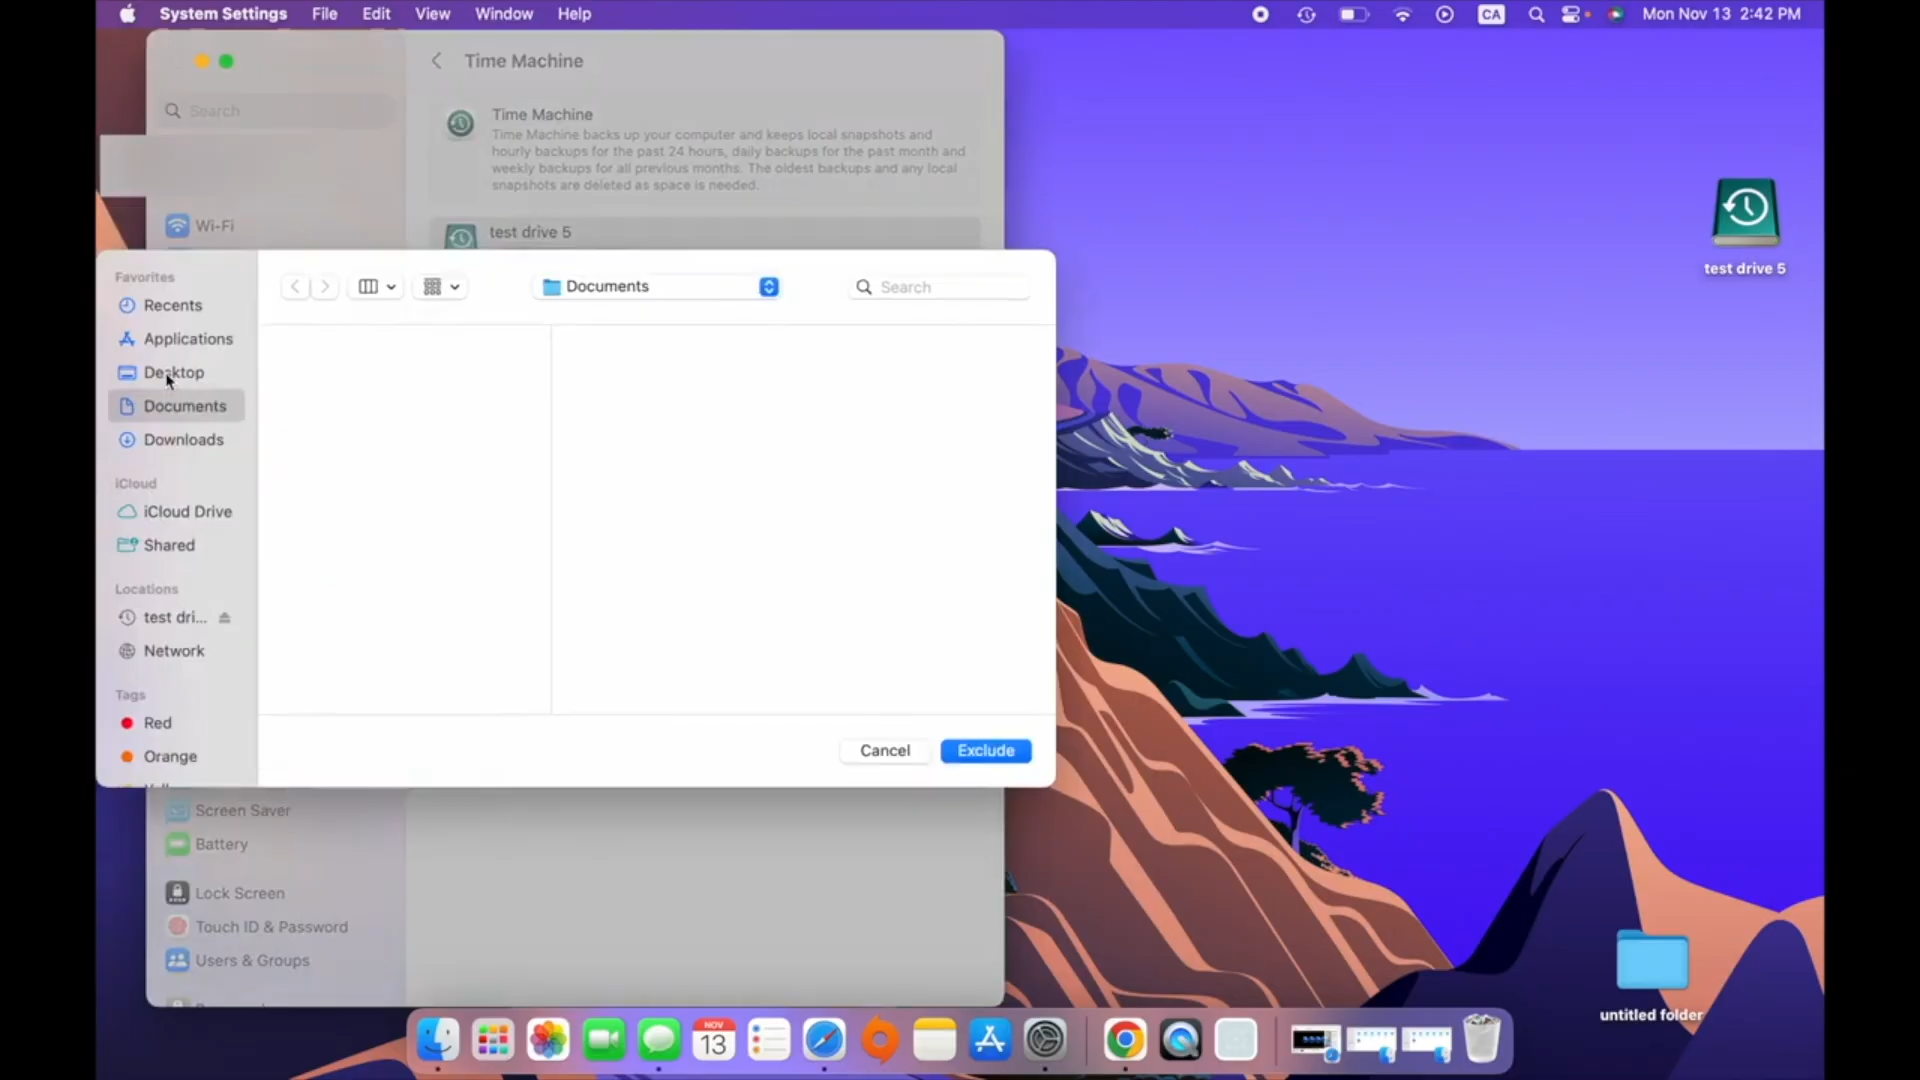 System Settings File Edit View Window Help CA Mon Nov 13 2:42 PM
Time Machine
Search
Time Machine
Time Machine backs up your computer and keeps local snapshots and
hourly backups for the past 24 hours, daily backups for the past month and
weekly backups for all previous months. The oldest backups and any local
snapshots are deleted as space is needed.
Wi-Fi
test drive 5
test drive 5
Favorites
Recents
Applications
Desktop
Documents
Downloads
iCloud
iCloud Drive
Shared
Locations
test dri...
Network
Tags
Red
Orange
Documents
Search
Cancel
Exclude
Screen Saver
Battery
Lock Screen
Touch ID & Password
Users & Groups
untitled folder
NOV
13